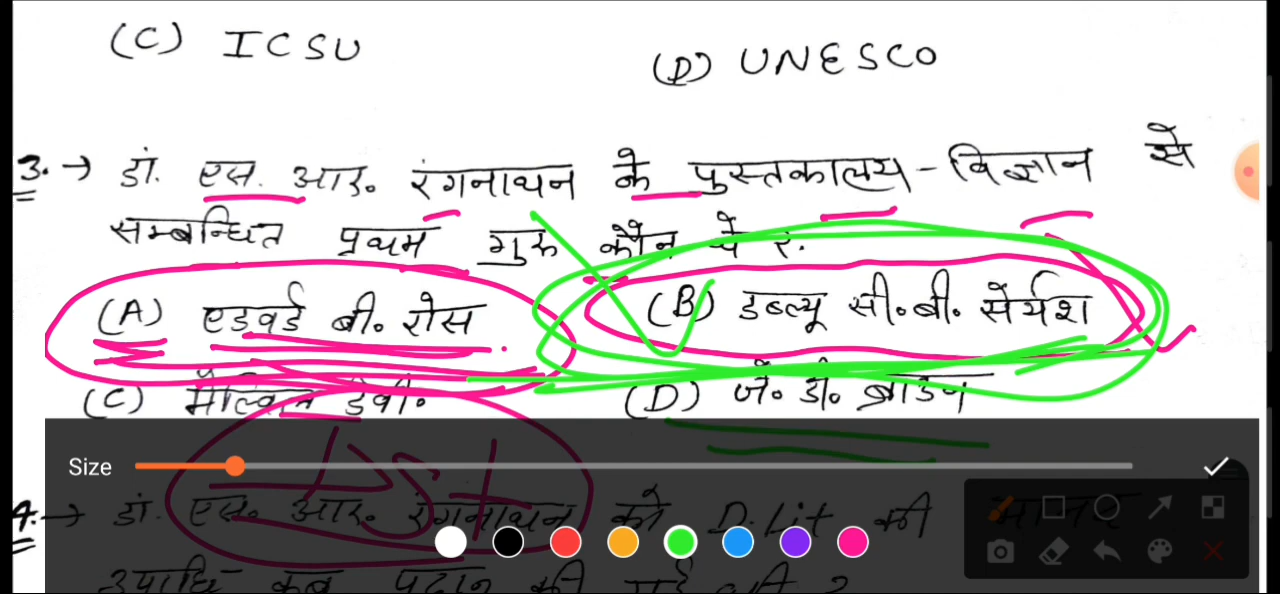 (C) ICSU (D) UNESCO
3. → डॉ. एस. आर. रंगनाथन के पुस्तकालय - विज्ञान से
सम्बन्धित प्रथम गुरु कौन थे ?.
(A) एडवर्ड बी. रोस (B) डब्ल्यू सी. बी. सेर्यश
(C) मैल्विल डेवी. (D) जे. डी. ब्राउन
Size
4. → डॉ. एस. आर. रंगनाथन को D.Lit की
उपाधि कब प्रदान की गई थी ?